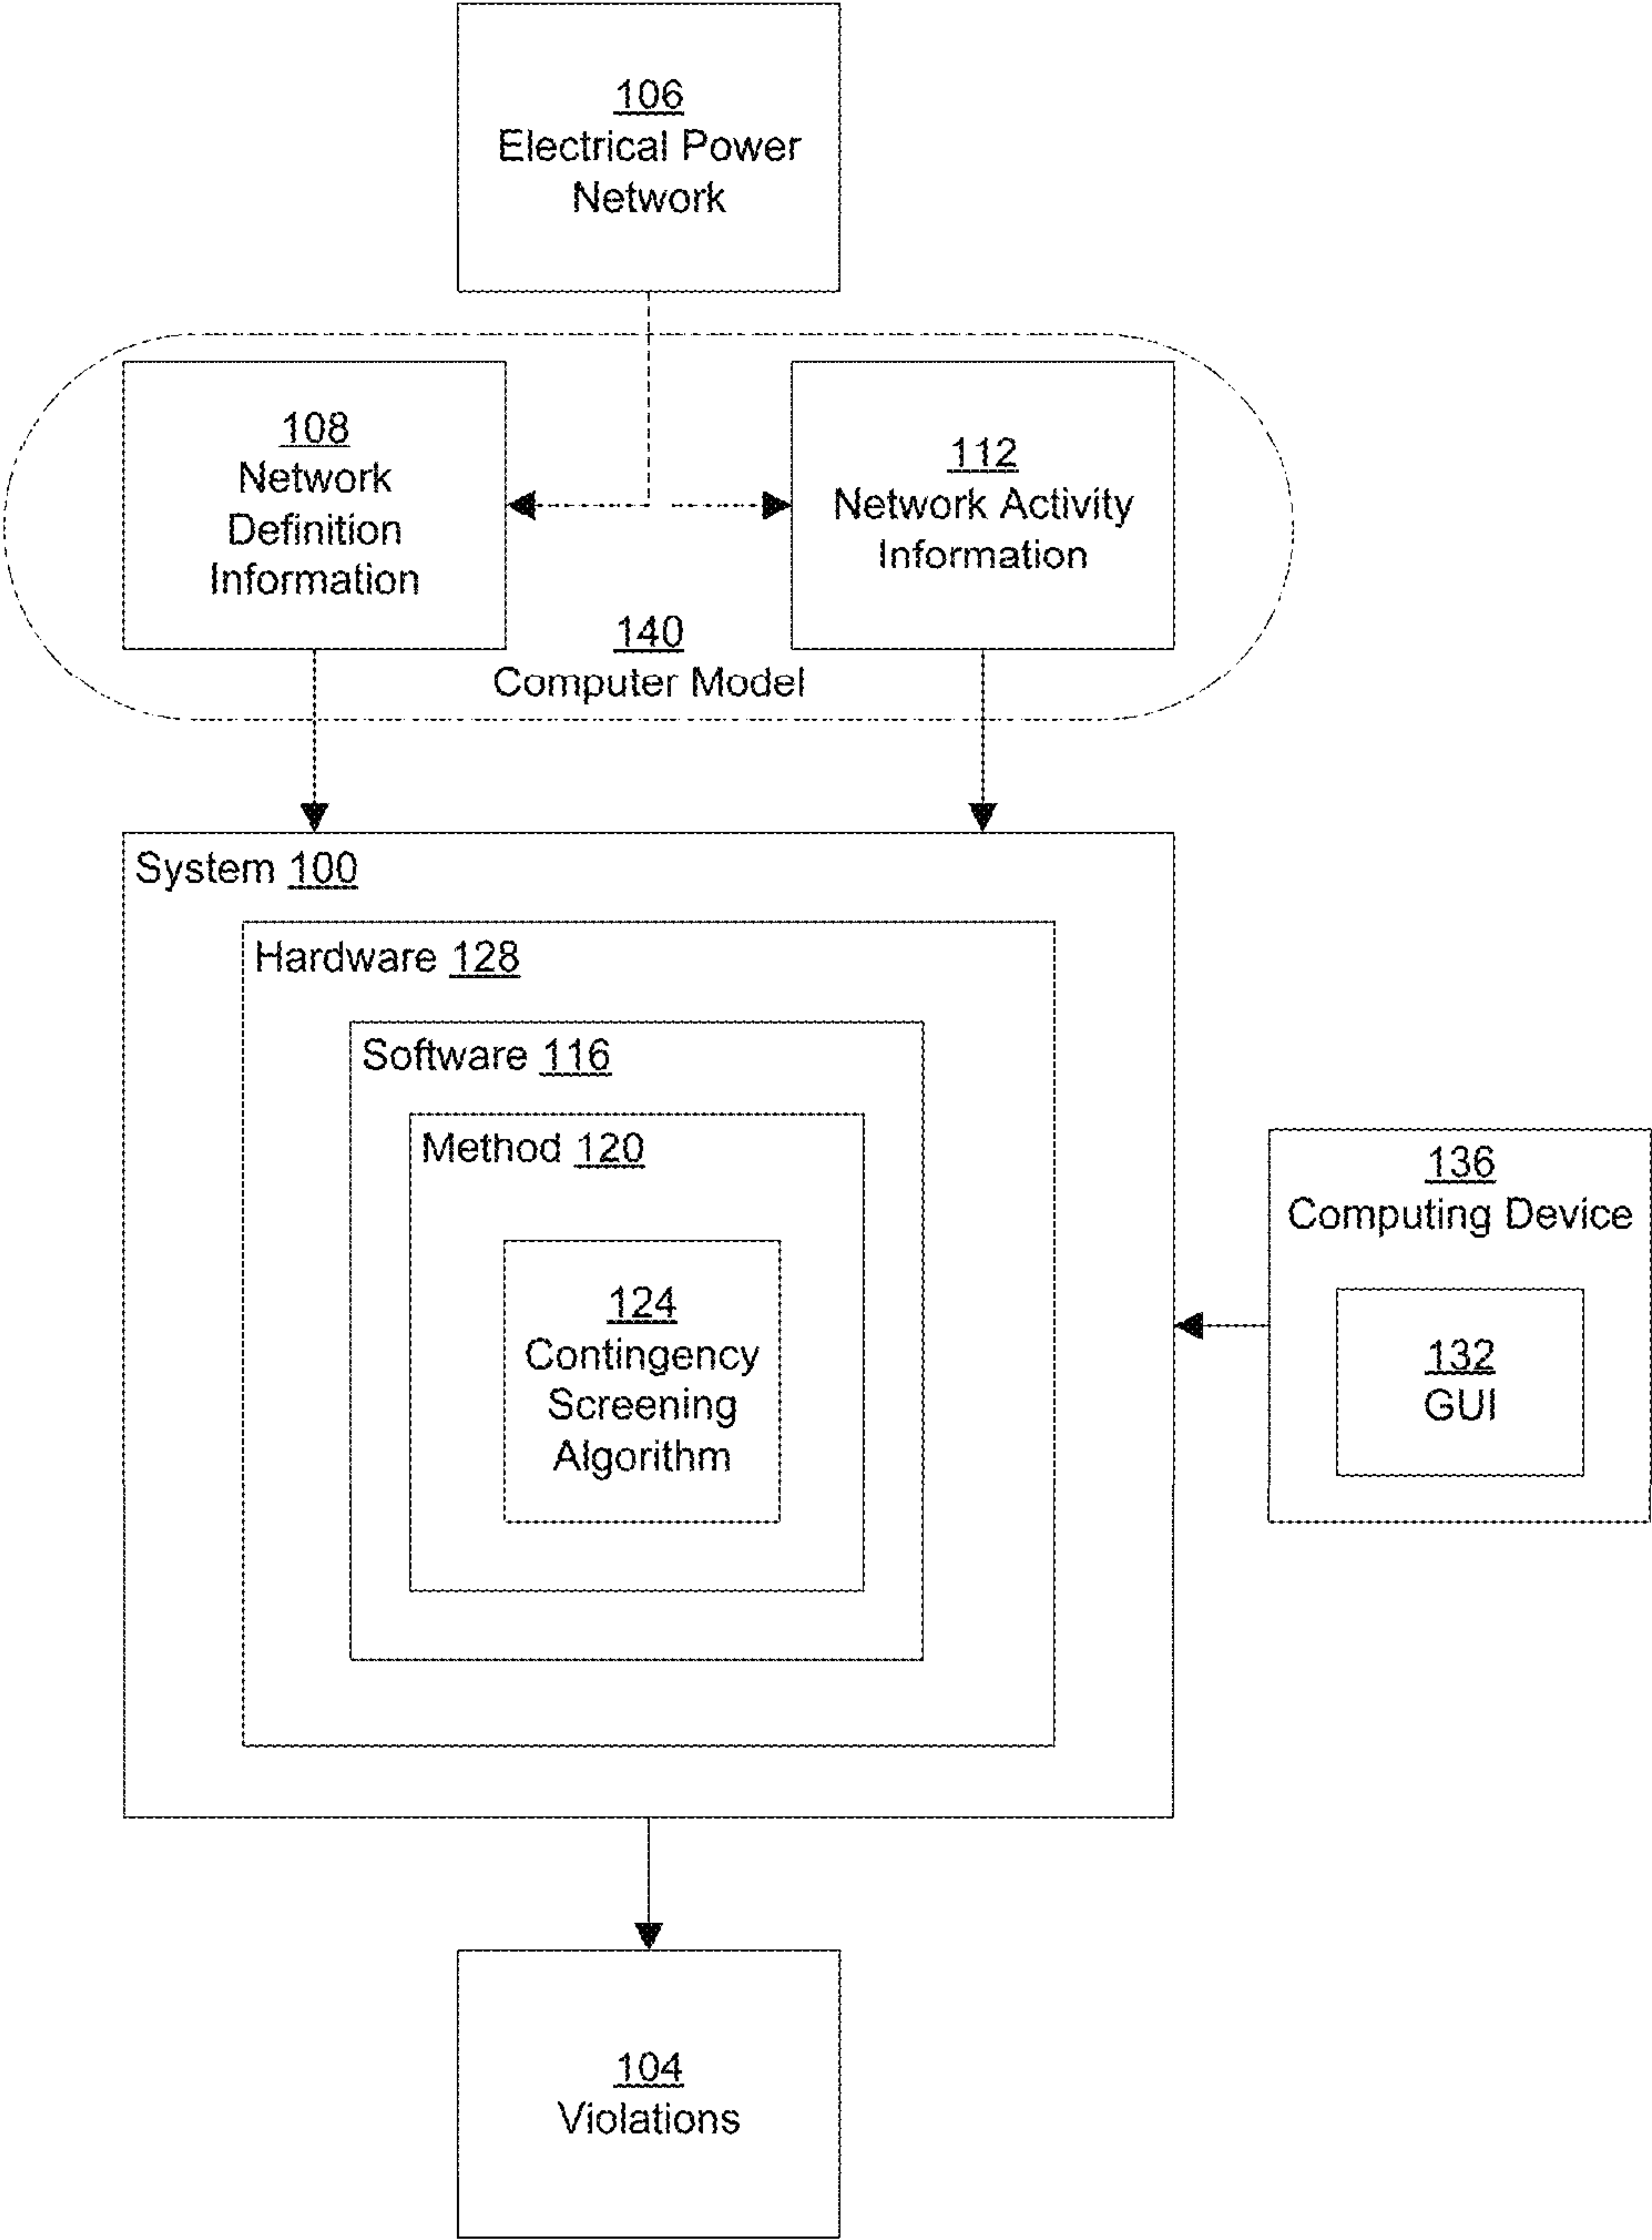 106
Electrical Power
Network
108
Network
Definition
Information
112
Network Activity
Information
140
Computer Model
System 100
Hardware 128
Software 116
Method 120
124
Contingency
Screening
Algorithm
136
Computing Device
132
GUI
104
Violations